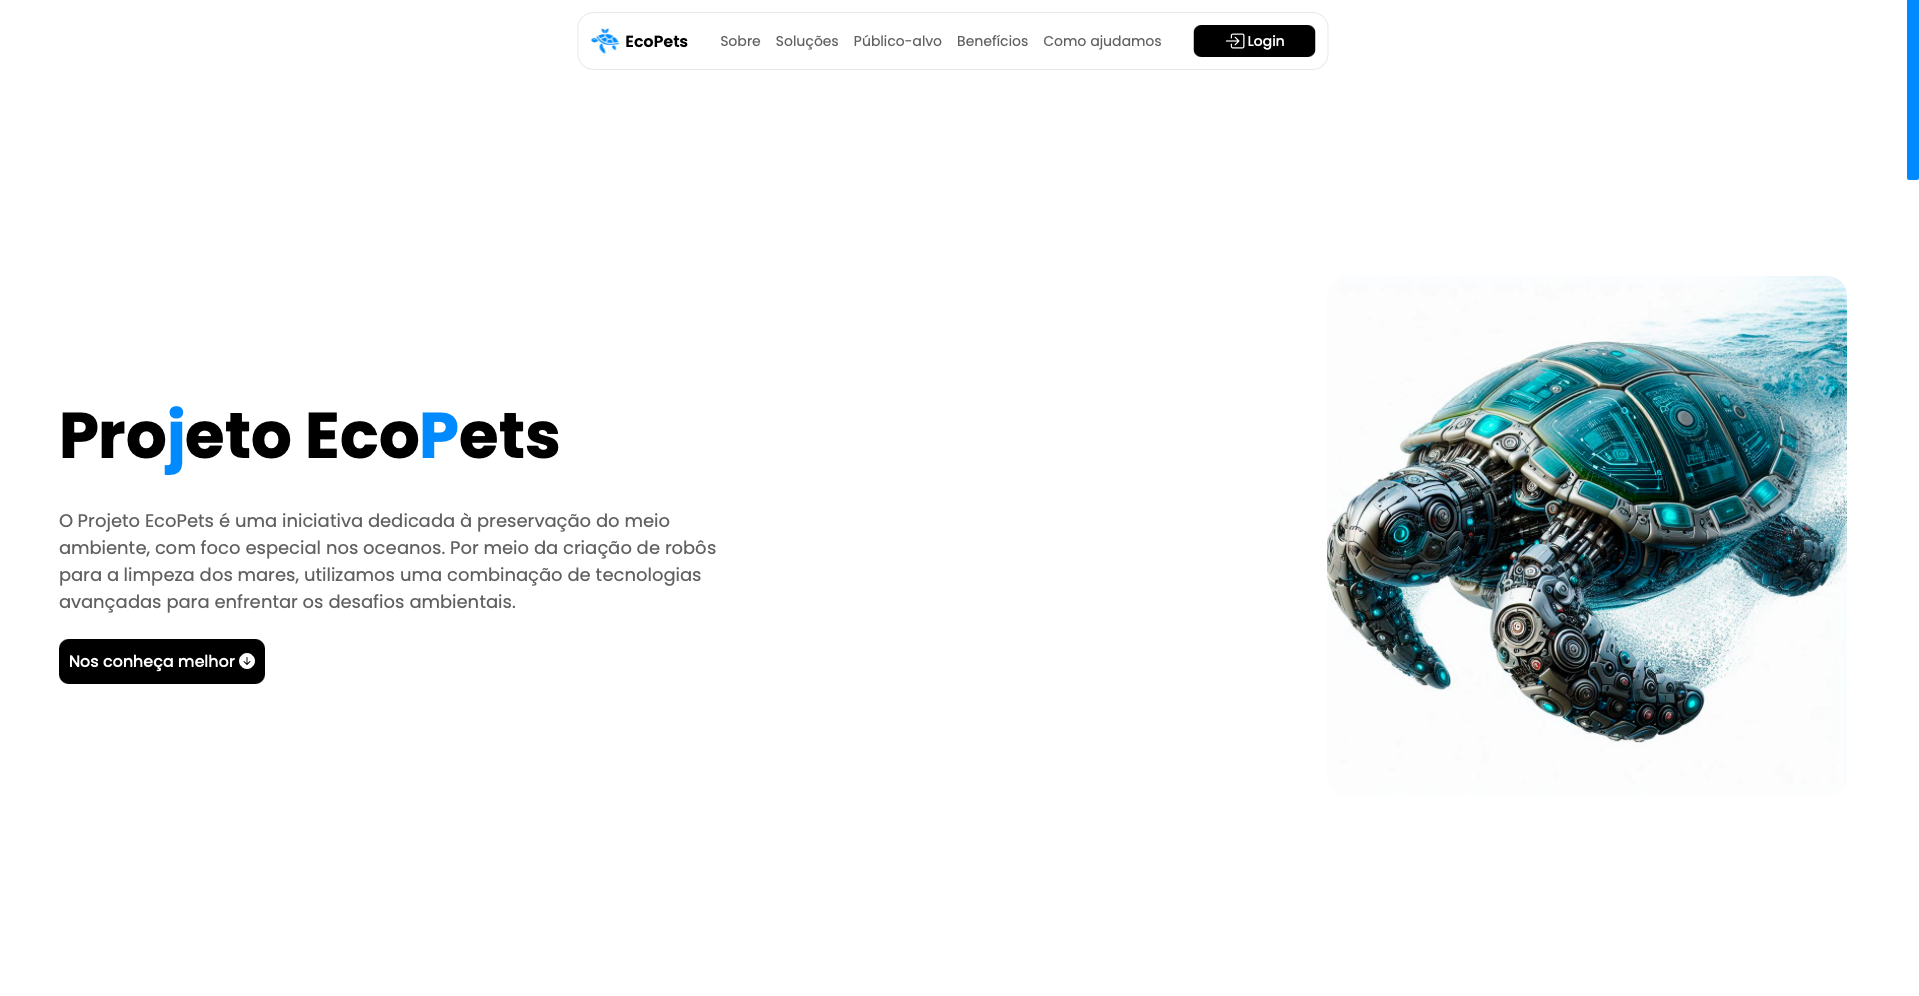 EcoPets
Sobre
Soluções
Público-alvo
Benefícios
Como ajudamos
Login
Projeto EcoPets
O Projeto EcoPets é uma iniciativa dedicada à preservação do meio
ambiente, com foco especial nos oceanos. Por meio da criação de robôs
para a limpeza dos mares, utilizamos uma combinação de tecnologias
avançadas para enfrentar os desafios ambientais.
Nos conheça melhor